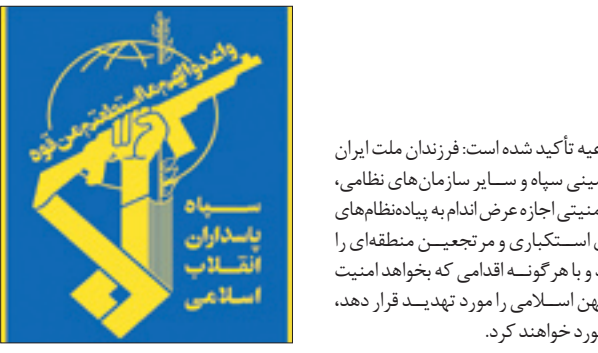 واعدوا لهم ما استطعتم من قوه
سپاه
پاسداران
انقلاب
اسلامی
تأکید شده است: فرزندان ملت ایران
سپاه و سایر سازمان‌های نظامی،
اجازه عرض اندام به پیاده‌نظام‌های
استکباری و مرتجعین منطقه‌ای را
و با هرگونه اقدامی که بخواهد امنیت
اسلامی را مورد تهدید قرار دهد،
خواهند کرد.